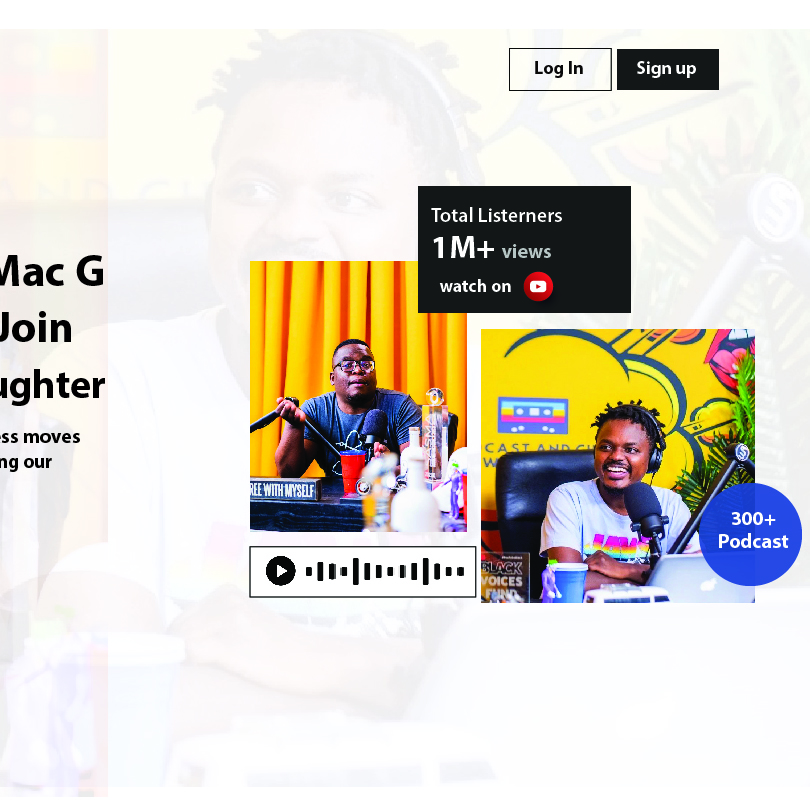 Log In
Sign up
Total Listerners
1M+ views
watch on
Mac G
Join
ughter
ess moves
ng our
CAST AND CH
W
REE WITH MYSELF
BLACK
VOICES
FUND
300+
Podcast